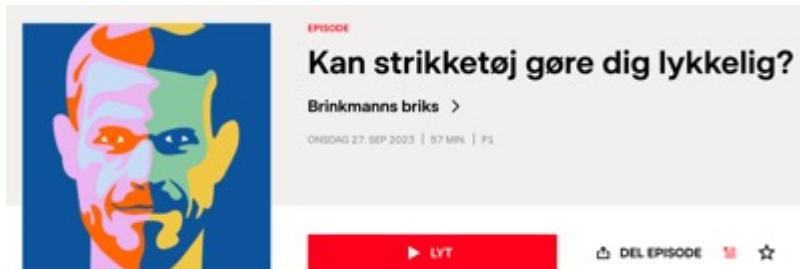 EPISODE
Kan strikketøj gøre dig lykkelig?
Brinkmanns briks
ONSDAG 27. SEP 2023 | 57 MIN. | P1
LYT
DEL EPISODE